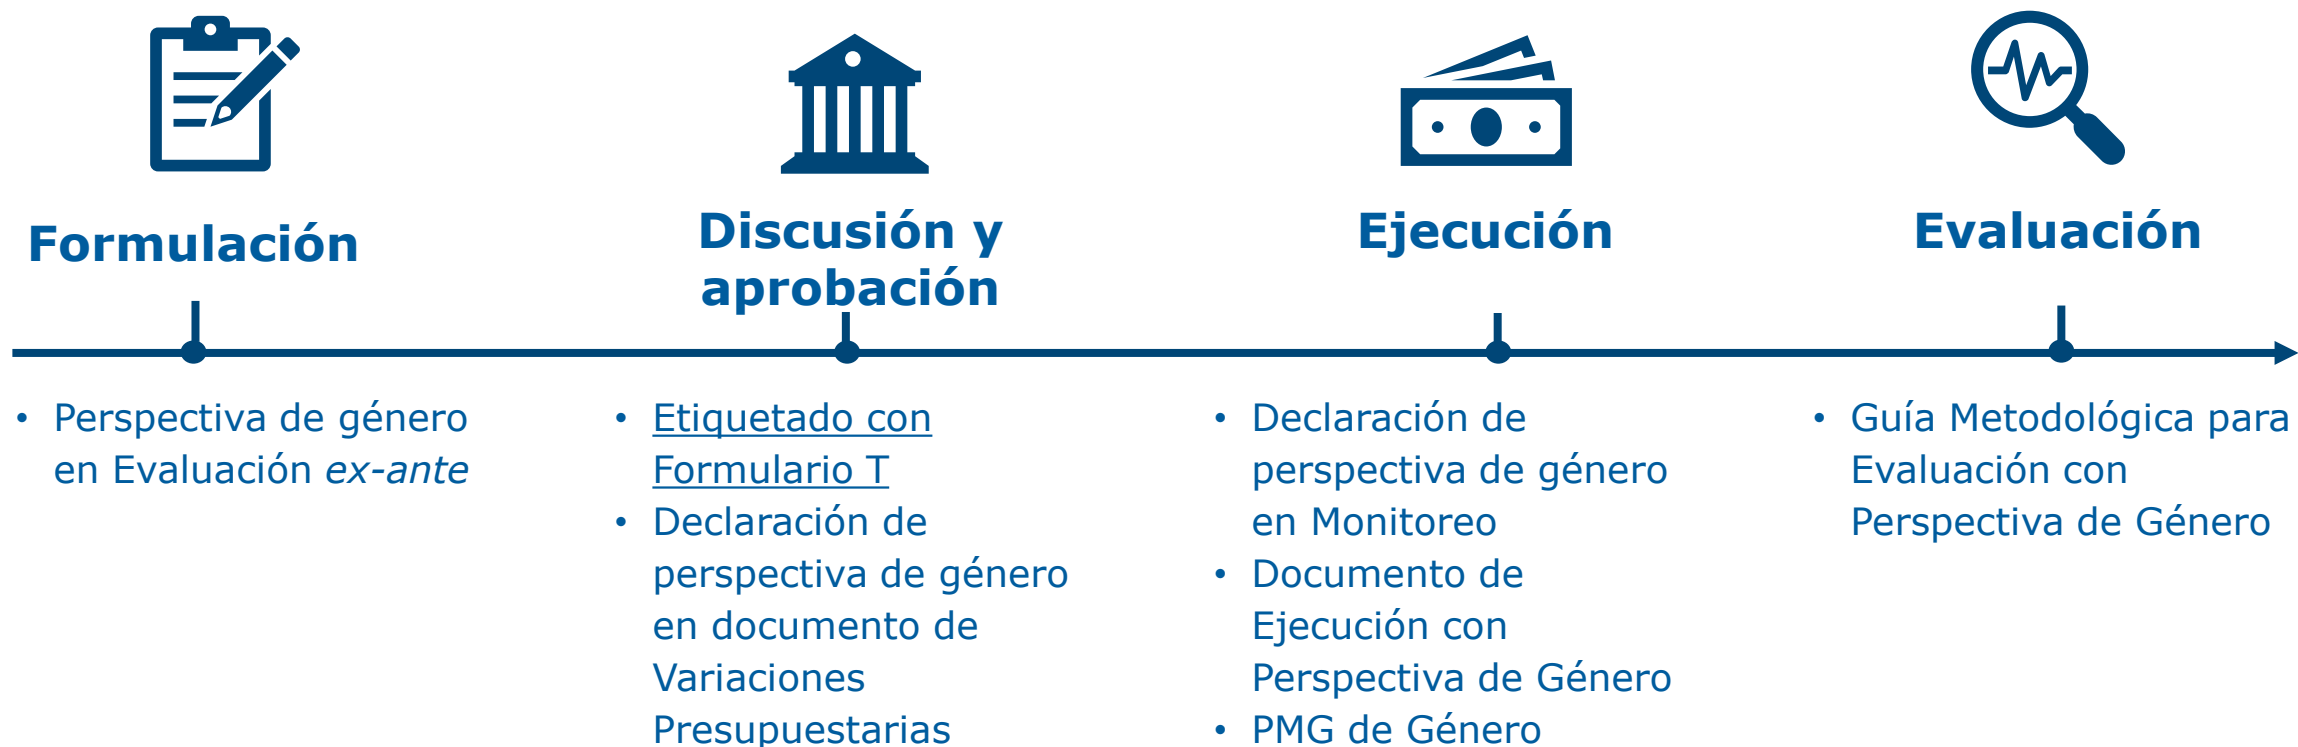 Formulación
Discusión y
aprobación
Ejecución
Evaluación
• Perspectiva de género
en Evaluación ex-ante
• Etiquetado con
Formulario T
• Declaración de
perspectiva de género
en documento de
Variaciones
Presupuestarias
• Declaración de
perspectiva de género
en Monitoreo
• Documento de
Ejecución con
Perspectiva de Género
• PMG de Género
• Guía Metodológica para
Evaluación con
Perspectiva de Género